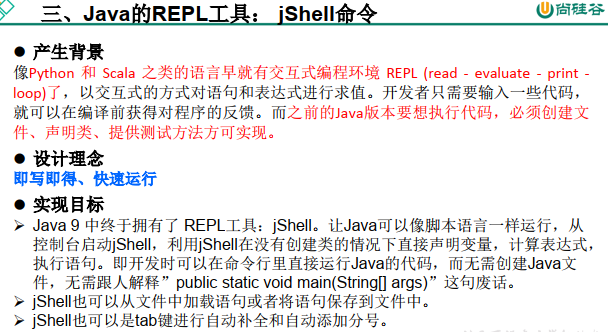 三、Java的REPL工具： jShell命令
尚硅谷
● 产生背景
像Python 和 Scala 之类的语言早就有交互式编程环境 REPL (read - evaluate - print -
loop)了，以交互式的方式对语句和表达式进行求值。开发者只需要输入一些代码，
就可以在编译前获得对程序的反馈。而之前的Java版本要想执行代码，必须创建文
件、声明类、提供测试方法方可实现。
● 设计理念
即写即得、快速运行
● 实现目标
➢ Java 9 中终于拥有了 REPL工具：jShell。让Java可以像脚本语言一样运行，从
控制台启动jShell，利用jShell在没有创建类的情况下直接声明变量，计算表达式，
执行语句。即开发时可以在命令行里直接运行Java的代码，而无需创建Java文
件，无需跟人解释”public static void main(String[] args)”这句废话。
➢ jShell也可以从文件中加载语句或者将语句保存到文件中。
➢ jShell也可以是tab键进行自动补全和自动添加分号。